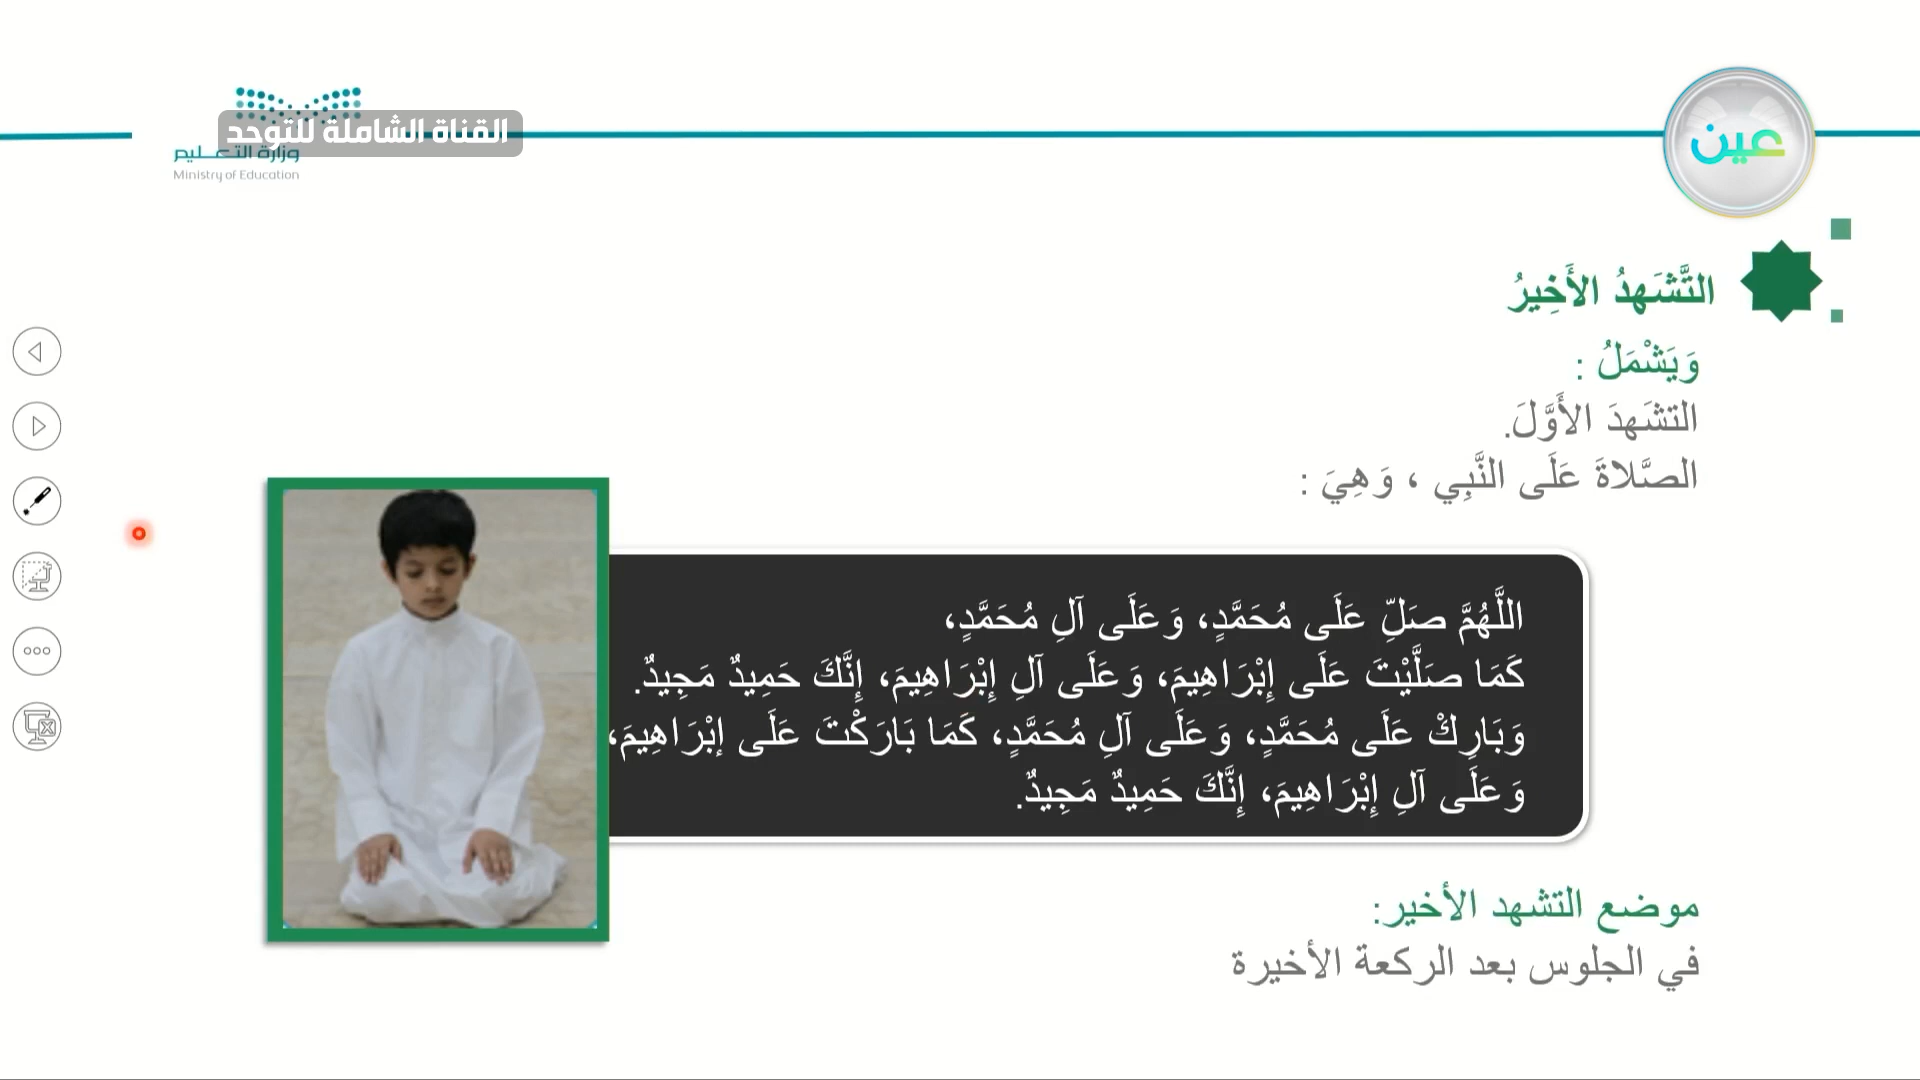 القناة الشاملة للتوحد
وزارة التعليم
Ministry of Education
عين
التَّشَهدُ الأَخِيرُ
وَيَشْمَلُ :
التشَهدَ الأَوَّلَ.
الصَّلاةَ عَلَى النَّبِي ، وَهِيَ :
اللَّهُمَّ صَلِّ عَلَى مُحَمَّدٍ، وَعَلَى آلِ مُحَمَّدٍ،
كَمَا صَلَّيْتَ عَلَى إِبْرَاهِيمَ، وَعَلَى آلِ إِبْرَاهِيمَ، إِنَّكَ حَمِيدٌ مَجِيدٌ.
وَبَارِكْ عَلَى مُحَمَّدٍ، وَعَلَى آلِ مُحَمَّدٍ، كَمَا بَارَكْتَ عَلَى إبْرَاهِيمَ،
وَعَلَى آلِ إِبْرَاهِيمَ، إِنَّكَ حَمِيدٌ مَجِيدٌ.
موضع التشهد الأخير:
في الجلوس بعد الركعة الأخيرة